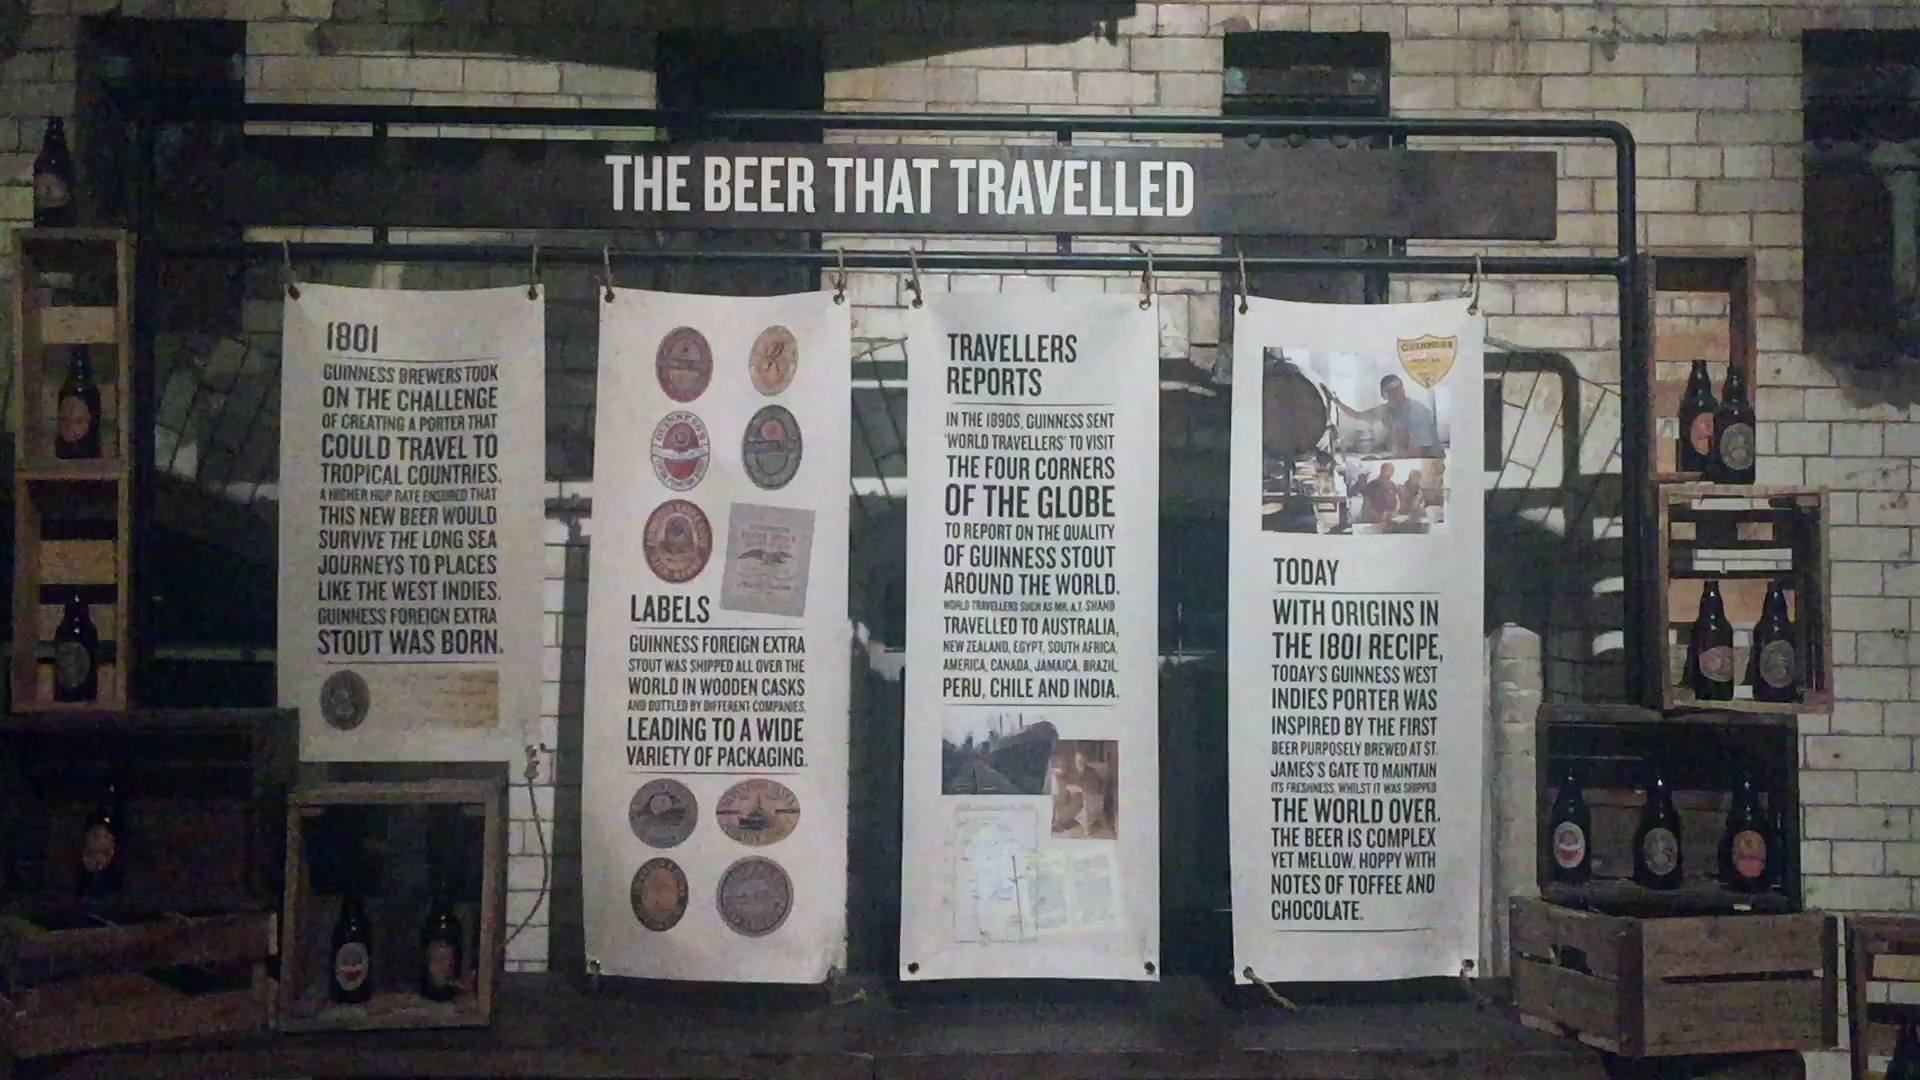 THE BEER THAT TRAVELLED
1801
GUINNESS BREWERS TOOK
ON THE CHALLENGE
OF CREATING A PORTER THAT
COULD TRAVEL TO
TROPICAL COUNTRIES.
A HIGHER HOP RATE ENSURED THAT
THIS NEW BEER WOULD
SURVIVE THE LONG SEA
JOURNEYS TO PLACES
LIKE THE WEST INDIES.
GUINNESS FOREIGN EXTRA
STOUT WAS BORN.
LABELS
GUINNESS FOREIGN EXTRA
STOUT WAS SHIPPED ALL OVER THE
WORLD IN WOODEN CASKS
AND BOTTLED BY DIFFERENT COMPANIES,
LEADING TO A WIDE
VARIETY OF PACKAGING.
TRAVELLERS
REPORTS
IN THE 1890S, GUINNESS SENT
'WORLD TRAVELLERS' TO VISIT
THE FOUR CORNERS
OF THE GLOBE
TO REPORT ON THE QUALITY
OF GUINNESS STOUT
AROUND THE WORLD.
WORLD TRAVELLERS SUCH AS MR. A.T. SHAND
TRAVELLED TO AUSTRALIA,
NEW ZEALAND, EGYPT, SOUTH AFRICA,
AMERICA, CANADA, JAMAICA, BRAZIL,
PERU, CHILE AND INDIA.
GUINNESS
TODAY
WITH ORIGINS IN
THE 1801 RECIPE,
TODAY'S GUINNESS WEST
INDIES PORTER WAS
INSPIRED BY THE FIRST
BEER PURPOSELY BREWED AT ST.
JAMES'S GATE TO MAINTAIN
ITS FRESHNESS, WHILST IT WAS SHIPPED
THE WORLD OVER.
THE BEER IS COMPLEX
YET MELLOW, HOPPY WITH
NOTES OF TOFFEE AND
CHOCOLATE.